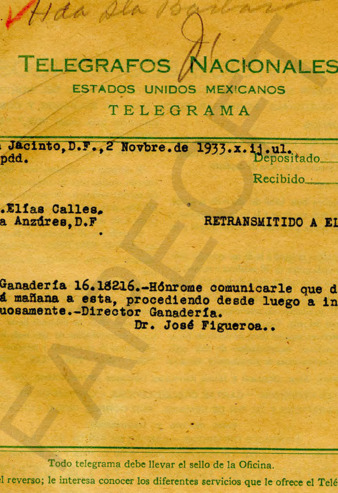 Hda Sta Barbara
TELEGRAFOS NACIONALES
ESTADOS UNIDOS MEXICANOS
TELEGRAMA
Jacinto,D.F.,2 Novbre.de 1933.x.ij.ul.
pdd.
Depositado
Recibido
.Elías Calles.
a Anzúres,D.F
RETRANSMITIDO A EL
Ganadería 16.18216.-Hónrome comunicarle que d
á mañana a esta, procediendo desde luego a in
uosamente.-Director Ganadería.
Dr. José Figueroa..
FAPECFT
Todo telegrama debe llevar el sello de la Oficina.
el reverso; le interesa conocer los diferentes servicios que le ofrece el Telé